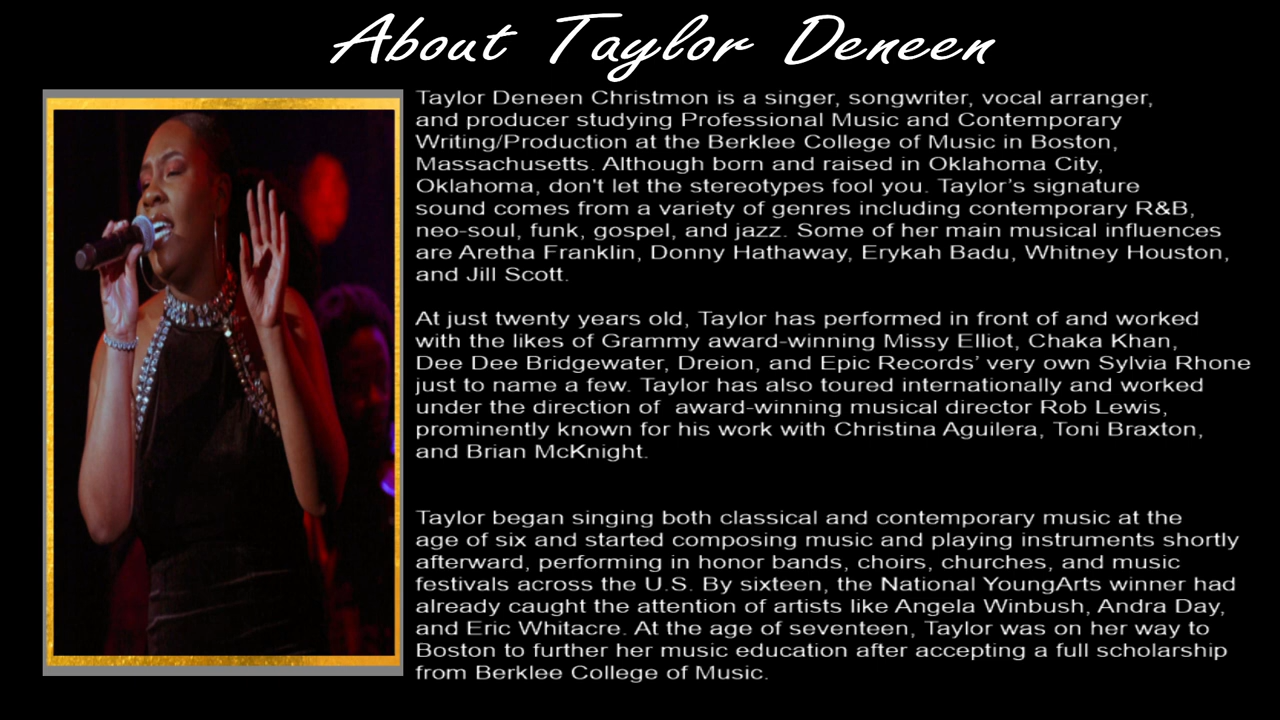 About Taylor Deneen
Taylor Deneen Christmon is a singer, songwriter, vocal arranger,
and producer studying Professional Music and Contemporary
Writing/Production at the Berklee College of Music in Boston,
Massachusetts. Although born and raised in Oklahoma City,
Oklahoma, don't let the stereotypes fool you. Taylor’s signature
sound comes from a variety of genres including contemporary R&B,
neo-soul, funk, gospel, and jazz. Some of her main musical influences
are Aretha Franklin, Donny Hathaway, Erykah Badu, Whitney Houston,
and Jill Scott.
At just twenty years old, Taylor has performed in front of and worked
with the likes of Grammy award-winning Missy Elliot, Chaka Khan,
Dee Dee Bridgewater, Dreion, and Epic Records’ very own Sylvia Rhone
just to name a few. Taylor has also toured internationally and worked
under the direction of  award-winning musical director Rob Lewis,
prominently known for his work with Christina Aguilera, Toni Braxton,
and Brian McKnight.
Taylor began singing both classical and contemporary music at the
age of six and started composing music and playing instruments shortly
afterward, performing in honor bands, choirs, churches, and music
festivals across the U.S. By sixteen, the National YoungArts winner had
already caught the attention of artists like Angela Winbush, Andra Day,
and Eric Whitacre. At the age of seventeen, Taylor was on her way to
Boston to further her music education after accepting a full scholarship
from Berklee College of Music.